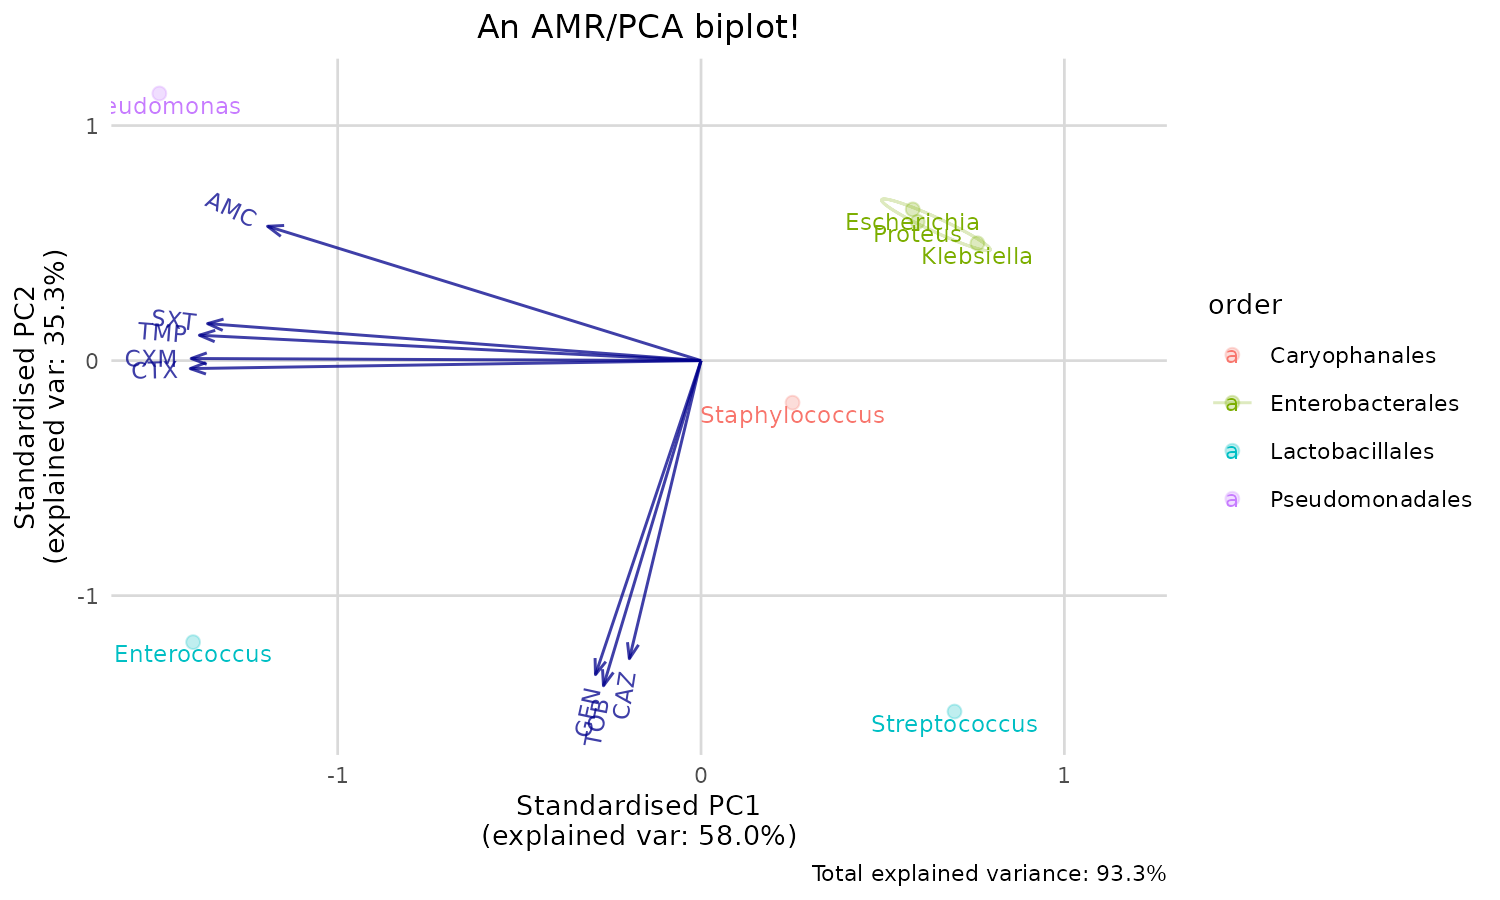 An AMR/PCA biplot!
eudomonas
1
AMC
Escherichia
Proteus
Klebsiella
SXT
TMP
CXM
CTX
0
Staphylococcus
-1
Enterococcus
GEN
TOB
CAZ
Streptococcus
-1
0
1
Standardised PC2
(explained var: 35.3%)
Standardised PC1
(explained var: 58.0%)
Total explained variance: 93.3%
order
a Caryophanales
a Enterobacterales
a Lactobacillales
a Pseudomonadales